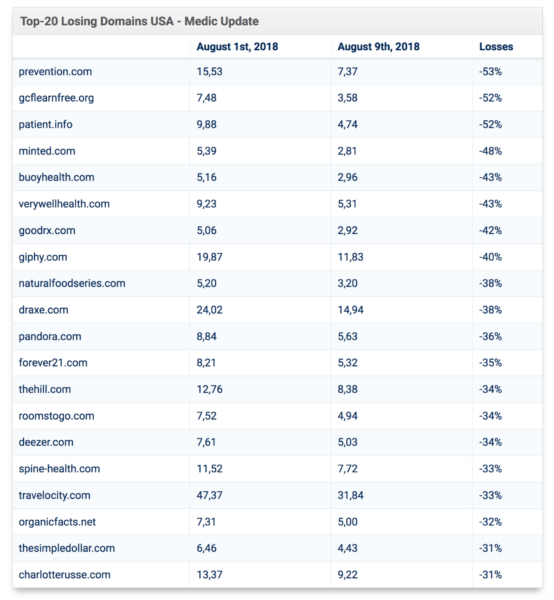 Top-20 Losing Domains USA - Medic Update
August 1st, 2018 August 9th, 2018 Losses
prevention.com 15,53 7,37 -53%
gcflearnfree.org 7,48 3,58 -52%
patient.info 9,88 4,74 -52%
minted.com 5,39 2,81 -48%
buoyhealth.com 5,16 2,96 -43%
verywellhealth.com 9,23 5,31 -43%
goodrx.com 5,06 2,92 -42%
giphy.com 19,87 11,83 -40%
naturalfoodseries.com 5,20 3,20 -38%
draxe.com 24,02 14,94 -38%
pandora.com 8,84 5,63 -36%
forever21.com 8,21 5,32 -35%
thehill.com 12,76 8,38 -34%
roomstogo.com 7,52 4,94 -34%
deezer.com 7,61 5,03 -34%
spine-health.com 11,52 7,72 -33%
travelocity.com 47,37 31,84 -33%
organicfacts.net 7,31 5,00 -32%
thesimpledollar.com 6,46 4,43 -31%
charlotterusse.com 13,37 9,22 -31%